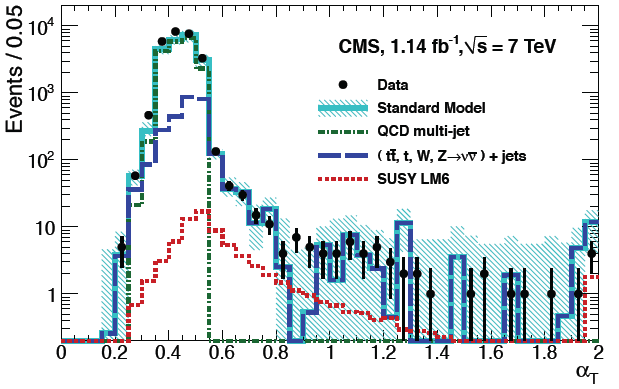 Events / 0.05
10⁴
10³
10²
10
1
CMS, 1.14 fb⁻¹,√s = 7 TeV
Data
Standard Model
QCD multi-jet
( tt̄, t, W, Z→νν̄ ) + jets
SUSY LM6
0 0.2 0.4 0.6 0.8 1 1.2 1.4 1.6 1.8 2
α_T